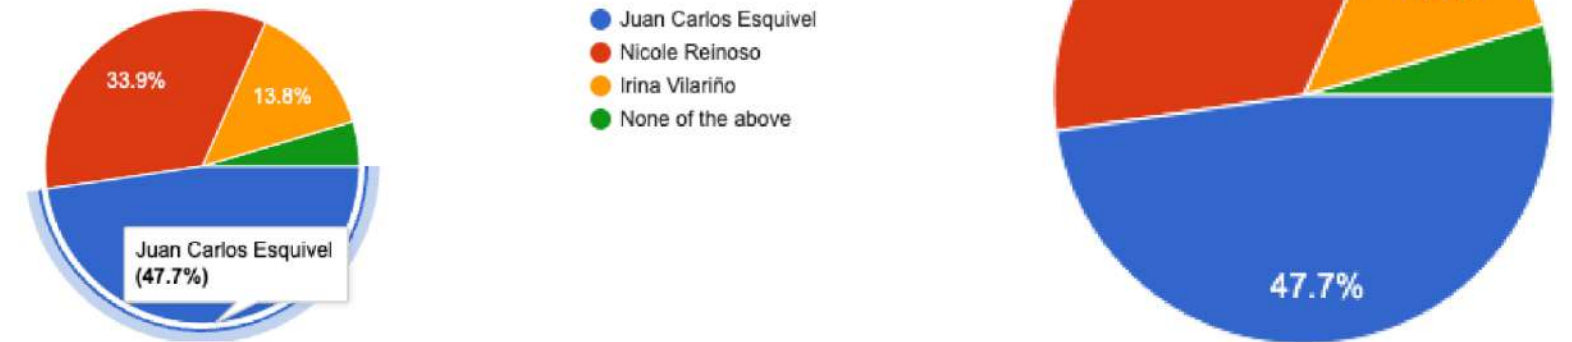 33.9%
13.8%
Juan Carlos Esquivel
(47.7%)
Juan Carlos Esquivel
Nicole Reinoso
Irina Vilariño
None of the above
47.7%